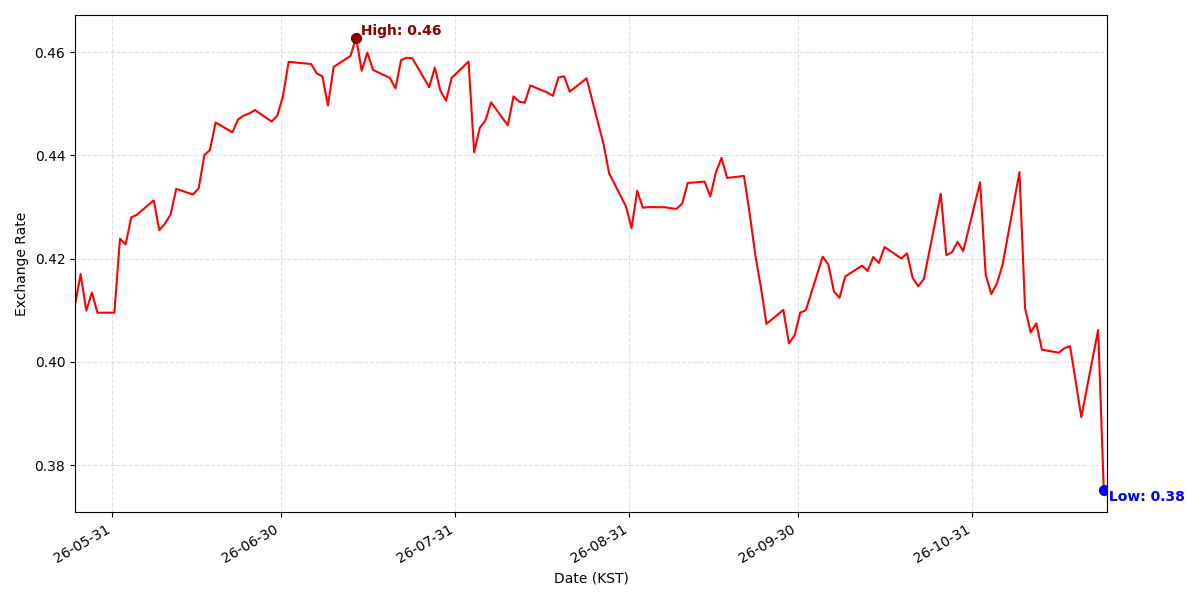 High: 0.46
0.46
0.44
0.42
0.40
0.38
Exchange Rate
Low: 0.38
26-05-31
26-06-30
26-07-31
26-08-31
26-09-30
26-10-31
Date (KST)